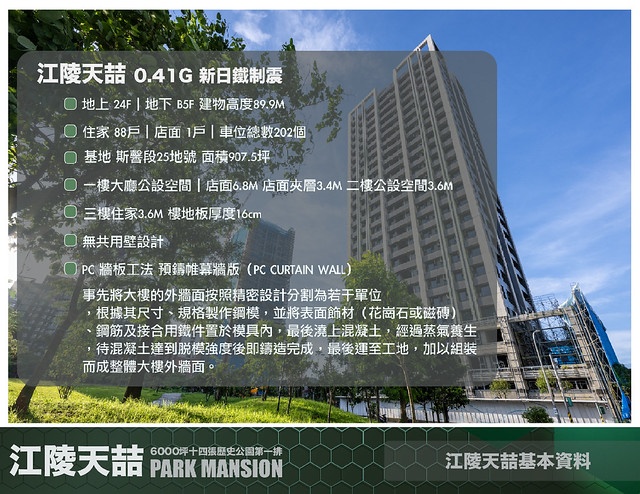 江陵天喆 0.41G 新日鐵制震
地上 24F｜地下 B5F 建物高度89.9M
住家 88戶｜店面 1戶｜車位總數202個
基地 斯馨段25地號 面積907.5坪
一樓大廳公設空間｜店面6.8M 店面夾層3.4M 二樓公設空間3.6M
三樓住家3.6M 樓地板厚度16cm
無共用壁設計
PC 牆板工法 預鑄帷幕牆版（PC CURTAIN WALL）
事先將大樓的外牆面按照精密設計分割為若干單位
，根據其尺寸、規格製作鋼模，並將表面飾材（花崗石或磁磚）
、鋼筋及接合用鐵件置於模具內，最後澆上混凝土，經過蒸氣養生
，待混凝土達到脫模強度後即鑄造完成，最後運至工地，加以組裝
而成整體大樓外牆面。
江陵天喆
6000坪十四張歷史公園第一排
PARK MANSION
江陵天喆基本資料